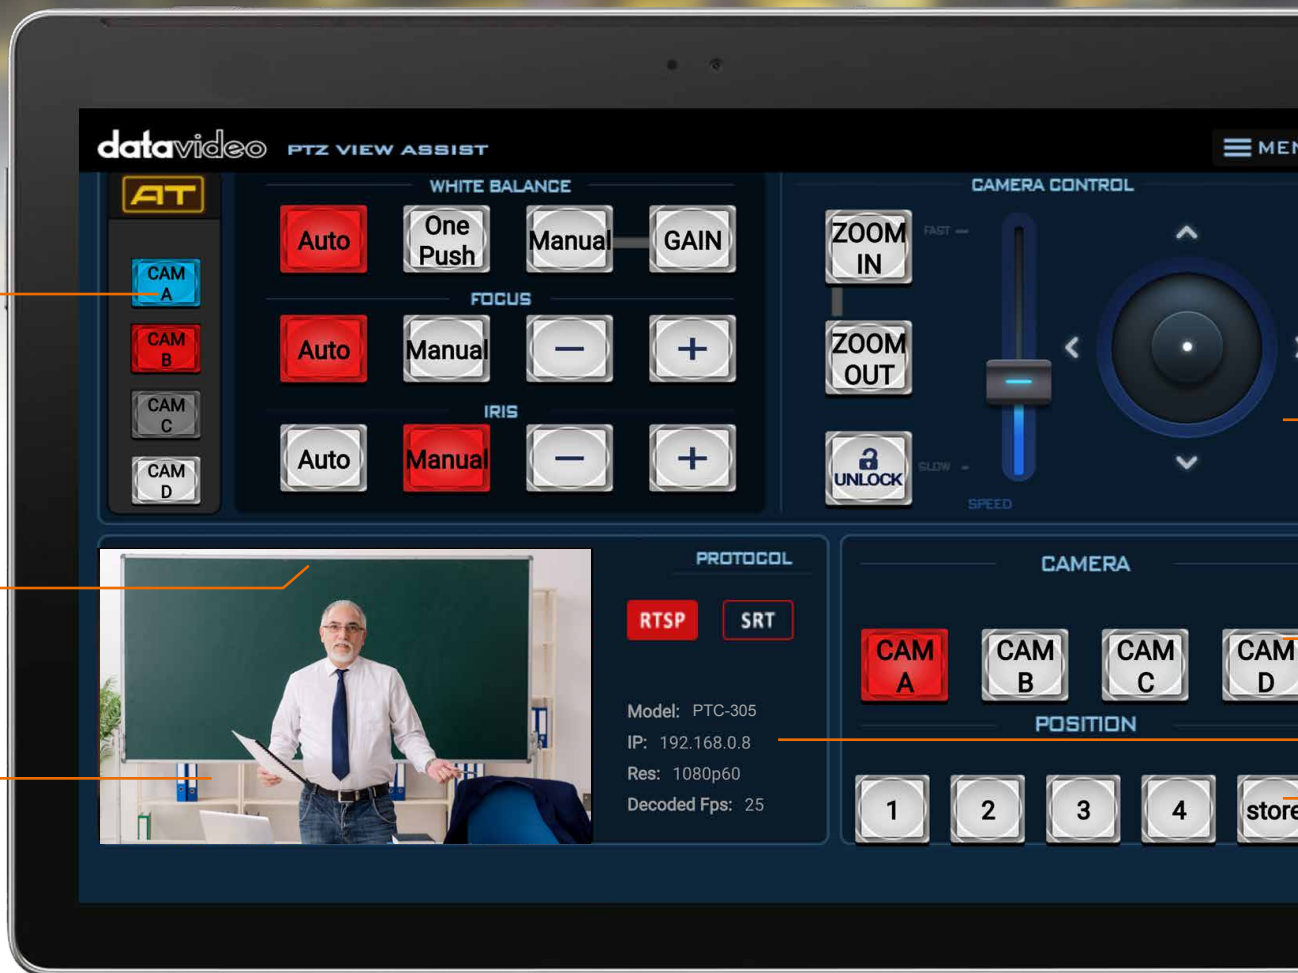 datavideo PTZ VIEW ASSIST
MEN
AT
CAM
A
CAM
B
CAM
C
CAM
D
WHITE BALANCE
Auto
One
Push
Manual
GAIN
FOCUS
Auto
Manual
−
+
IRIS
Auto
Manual
−
+
CAMERA CONTROL
ZOOM
IN
FAST
ZOOM
OUT
UNLOCK
SLOW
SPEED
PROTOCOL
RTSP
SRT
Model: PTC-305
IP: 192.168.0.8
Res: 1080p60
Decoded Fps: 25
CAMERA
CAM
A
CAM
B
CAM
C
CAM
D
POSITION
1
2
3
4
store